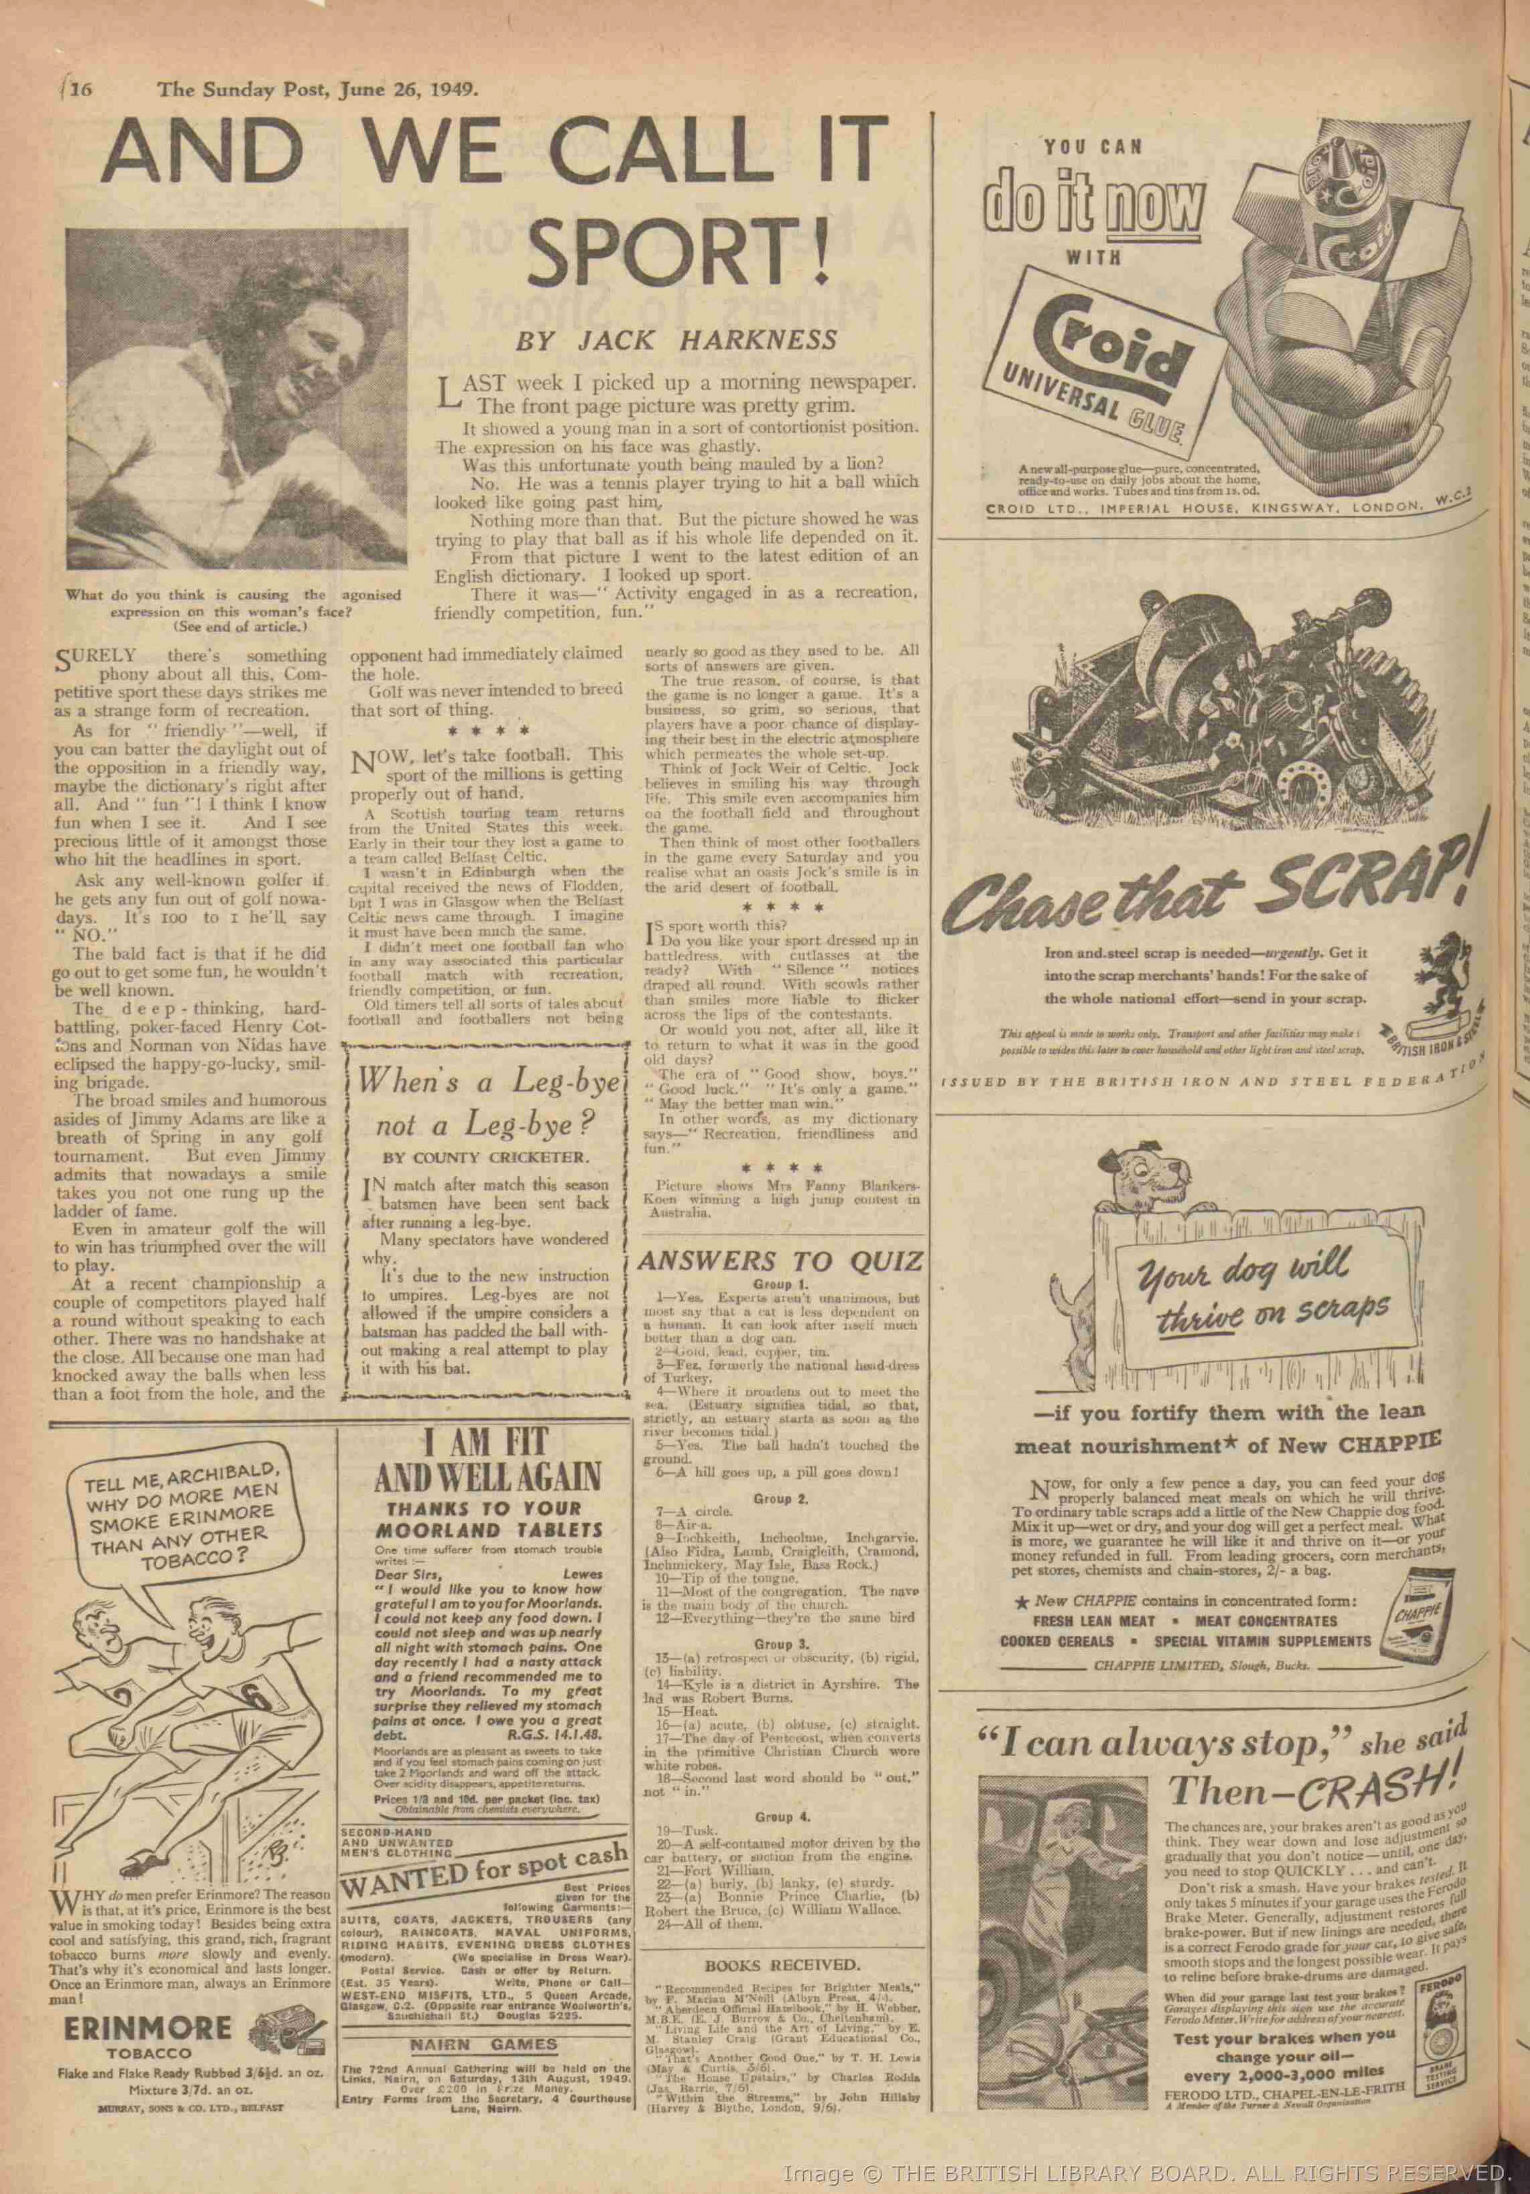 16 The Sunday Post, June 26, 1949.
AND WE CALL IT
SPORT!
BY JACK HARKNESS
LAST week I picked up a morning newspaper.
The front page picture was pretty grim.
It showed a young man in a sort of contortionist position.
The expression on his face was ghastly.
Was this unfortunate youth being mauled by a lion?
No. He was a tennis player trying to hit a ball which
looked like going past him.
Nothing more than that. But the picture showed he was
trying to play that ball as if his whole life depended on it.
From that picture I went to the latest edition of an
English dictionary. I looked up sport.
There it was—" Activity engaged in as a recreation,
friendly competition, fun."
What do you think is causing the agonised
expression on this woman's face?
(See end of article.)
SURELY there's something
phony about all this. Com-
petitive sport these days strikes me
as a strange form of recreation.
As for " friendly "—well, if
you can batter the daylight out of
the opposition in a friendly way,
maybe the dictionary's right after
all. And " fun "! I think I know
fun when I see it. And I see
precious little of it amongst those
who hit the headlines in sport.
Ask any well-known golfer if
he gets any fun out of golf nowa-
days. It's 100 to 1 he'll say
" NO."
The bald fact is that if he did
go out to get some fun, he wouldn't
be well known.
The deep-thinking, hard-
battling, poker-faced Henry Cot-
tons and Norman von Nidas have
eclipsed the happy-go-lucky, smil-
ing brigade.
The broad smiles and humorous
asides of Jimmy Adams are like a
breath of Spring in any golf
tournament. But even Jimmy
admits that nowadays a smile
takes you not one rung up the
ladder of fame.
Even in amateur golf the will
to win has triumphed over the will
to play.
At a recent championship a
couple of competitors played half
a round without speaking to each
other. There was no handshake at
the close. All because one man had
knocked away the balls when less
than a foot from the hole, and the
opponent had immediately claimed
the hole.
Golf was never intended to breed
that sort of thing.
* * * *
NOW, let's take football. This
sport of the millions is getting
properly out of hand.
A Scottish touring team returns
from the United States this week.
Early in their tour they lost a game to
a team called Belfast Celtic.
I wasn't in Edinburgh when the
capital received the news of Flodden,
but I was in Glasgow when the Belfast
Celtic news came through. I imagine
it must have been much the same.
I didn't meet one football fan who
in any way associated this particular
football match with recreation,
friendly competition, or fun.
Old timers tell all sorts of tales about
football and footballers not being
nearly so good as they used to be. All
sorts of answers are given.
The true reason, of course, is that
the game is no longer a game. It's a
business, so grim, so serious, that
players have a poor chance of display-
ing their best in the electric atmosphere
which permeates the whole set-up.
Think of Jock Weir of Celtic. Jock
believes in smiling his way through
life. This smile even accompanies him
on the football field and throughout
the game.
Then think of most other footballers
in the game every Saturday and you
realise what an oasis Jock's smile is in
the arid desert of football.
* * * *
IS sport worth this?
Do you like your sport dressed up in
battledress, with cutlasses at the
ready? With " Silence " notices
draped all round. With scowls rather
than smiles more liable to flicker
across the lips of the contestants.
Or would you not, after all, like it
to return to what it was in the good
old days?
The era of " Good show, boys."
" Good luck." " It's only a game."
" May the better man win."
In other words, as my dictionary
says—" Recreation, friendliness and
fun."
* * * *
Picture shows Mrs Fanny Blankers-
Koen winning a high jump contest in
Australia.
When's a Leg-bye
not a Leg-bye?
BY COUNTY CRICKETER.
IN match after match this season
batsmen have been sent back
after running a leg-bye.
Many spectators have wondered
why.
It's due to the new instruction
to umpires. Leg-byes are not
allowed if the umpire considers a
batsman has padded the ball with-
out making a real attempt to play
it with his bat.
ANSWERS TO QUIZ
Group 1.
1—Yes. Experts aren't unanimous, but
most say that a cat is less dependent on
a human. It can look after itself much
better than a dog can.
2—Gold, lead, copper, tin.
3—Fez, formerly the national head-dress
of Turkey.
4—Where it broadens out to meet the
sea. (Estuary signifies tidal, so that,
strictly, an estuary starts as soon as the
river becomes tidal.)
5—Yes. The ball hadn't touched the
ground.
6—A hill goes up, a pill goes down!
Group 2.
7—A circle.
8—Air-a.
9—Inchkeith, Inchcolme, Inchgarvie.
(Also Fidra, Lamb, Craigleith, Cramond,
Inchmickery, May Isle, Bass Rock.)
10—Tip of the tongue.
11—Most of the congregation. The nave
is the main body of the church.
12—Everything—they're the same bird
Group 3.
13—(a) retrospect or obscurity, (b) rigid,
(c) liability.
14—Kyle is a district in Ayrshire. The
lad was Robert Burns.
15—Heat.
16—(a) acute, (b) obtuse, (c) straight.
17—The day of Pentecost, when converts
in the primitive Christian Church wore
white robes.
18—Second last word should be " out,"
not " in."
Group 4.
19—Tusk.
20—A self-contained motor driven by the
car battery, or suction from the engine.
21—Fort William.
22—(a) burly, (b) lanky, (c) sturdy.
23—(a) Bonnie Prince Charlie, (b)
Robert the Bruce, (c) William Wallace.
24—All of them.
BOOKS RECEIVED.
"Recommended Recipes for Brighter Meals,"
by F. Marian M'Neill (Albyn Press, 4/-).
"Aberdeen Official Handbook," by H. Webber,
M.B.E. (E. J. Burrow & Co., Cheltenham).
"Living Life and the Art of Living," by E.
M. Stanley Craig (Grant Educational Co.,
Glasgow).
"That's Another Good One," by T. H. Lewis
(May & Curtis, 3/6).
"The House Upstairs," by Charles Rodda
(Jas. Barrie, 7/6).
"Within the Streams," by John Hillaby
(Harvey & Blythe, London, 9/6).
TELL ME, ARCHIBALD,
WHY DO MORE MEN
SMOKE ERINMORE
THAN ANY OTHER
TOBACCO?
WHY do men prefer Erinmore? The reason
is that, at it's price, Erinmore is the best
value in smoking today! Besides being extra
cool and satisfying, this grand, rich, fragrant
tobacco burns more slowly and evenly.
That's why it's economical and lasts longer.
Once an Erinmore man, always an Erinmore
man!
ERINMORE
TOBACCO
Flake and Flake Ready Rubbed 3/6½d. an oz.
Mixture 3/7d. an oz.
MURRAY, SONS & CO. LTD., BELFAST
I AM FIT
AND WELL AGAIN
THANKS TO YOUR
MOORLAND TABLETS
One time sufferer from stomach trouble
writes :—
Dear Sirs, Lewes
"I would like you to know how
grateful I am to you for Moorlands.
I could not keep any food down. I
could not sleep and was up nearly
all night with stomach pains. One
day recently I had a nasty attack
and a friend recommended me to
try Moorlands. To my great
surprise they relieved my stomach
pains at once. I owe you a great
debt. R.G.S. 14.1.48.
Moorlands are as pleasant as sweets to take
and if you feel stomach pains coming on just
take 2 Moorlands and ward off the attack.
Over acidity disappears, appetite returns.
Prices 1/3 and 10d. per packet (inc. tax)
Obtainable from chemists everywhere.
SECOND-HAND
AND UNWANTED
MEN'S CLOTHING
WANTED for spot cash
Best Prices
given for the
following Garments:—
SUITS, COATS, JACKETS, TROUSERS (any
colour), RAINCOATS, NAVAL UNIFORMS,
RIDING HABITS, EVENING DRESS CLOTHES
(modern). (We specialise in Dress Wear).
Postal Service. Cash or offer by Return.
(Est. 35 Years). Write, Phone or Call—
WEST-END MISFITS, LTD., 5 Queen Arcade,
Glasgow, C.2. (Opposite rear entrance Woolworth's,
Sauchiehall St.) Douglas 5225.
NAIRN GAMES
The 72nd Annual Gathering will be held on the
Links, Nairn, on Saturday, 13th August, 1949.
Over £200 in Prize Money.
Entry Forms from the Secretary, 4 Courthouse
Lane, Nairn.
YOU CAN
do it now
WITH
Croid
UNIVERSAL GLUE
Croid
A new all-purpose glue—pure, concentrated,
ready-to-use on daily jobs about the home,
office and works. Tubes and tins from 1s. 0d.
CROID LTD., IMPERIAL HOUSE, KINGSWAY, LONDON, W.C.2
Chase that SCRAP!
Iron and steel scrap is needed—urgently. Get it
into the scrap merchants' hands! For the sake of
the whole national effort—send in your scrap.
This appeal is made to works only. Transport and other facilities may make it
possible to widen this later to cover household and other light iron and steel scrap.
BRITISH IRON & STEEL
ISSUED BY THE BRITISH IRON AND STEEL FEDERATION
Your dog will
thrive on scraps
—if you fortify them with the lean
meat nourishment★ of New CHAPPIE
NOW, for only a few pence a day, you can feed your dog
properly balanced meat meals on which he will thrive.
To ordinary table scraps add a little of the New Chappie dog food.
Mix it up—wet or dry, and your dog will get a perfect meal. What
is more, we guarantee he will like it and thrive on it—or your
money refunded in full. From leading grocers, corn merchants,
pet stores, chemists and chain-stores, 2/- a bag.
★ New CHAPPIE contains in concentrated form:
FRESH LEAN MEAT • MEAT CONCENTRATES
COOKED CEREALS • SPECIAL VITAMIN SUPPLEMENTS
CHAPPIE
CHAPPIE LIMITED, Slough, Bucks.
"I can always stop," she said
Then—CRASH!
The chances are, your brakes aren't as good as you
think. They wear down and lose adjustment so
gradually that you don't notice—until, one day,
you need to stop QUICKLY . . . and can't.
Don't risk a smash. Have your brakes tested. It
only takes 5 minutes if your garage uses the Ferodo
Brake Meter. Generally, adjustment restores full
brake-power. But if new linings are needed, there
is a correct Ferodo grade for your car, to give safe,
smooth stops and the longest possible wear. It pays
to reline before brake-drums are damaged.
When did your garage last test your brakes?
Garages displaying this sign use the accurate
Ferodo Meter. Write for address of your nearest.
Test your brakes when you
change your oil—
every 2,000-3,000 miles
FERODO LTD., CHAPEL-EN-LE-FRITH
A Member of the Turner & Newall Organisation
FERODO
BRAKE
TESTING
SERVICE
Image © THE BRITISH LIBRARY BOARD. ALL RIGHTS RESERVED.